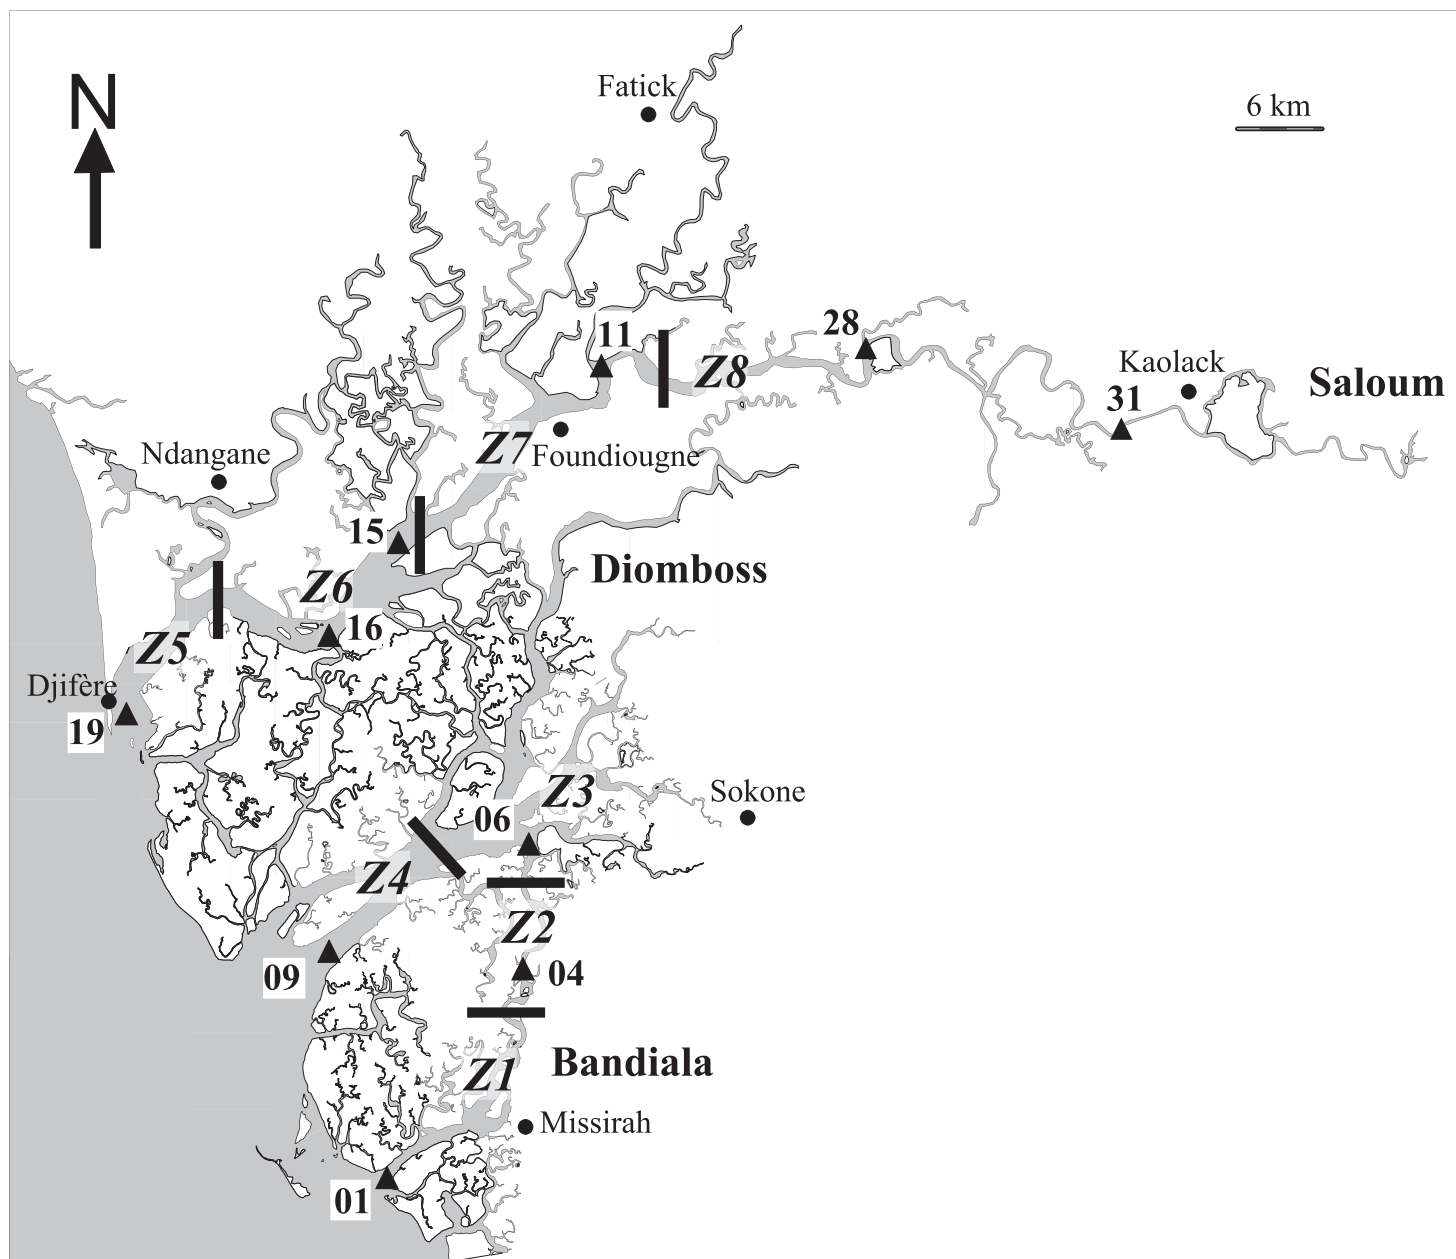 Fatick
N
6 km
11
28
Kaolack
Z8
Saloum
31
Z7
Ndangane
Foundiougne
15
Diomboss
Z6
16
Z5
Djifère
19
Z3
Sokone
06
Z4
Z2
09
04
Bandiala
Z1
Missirah
01